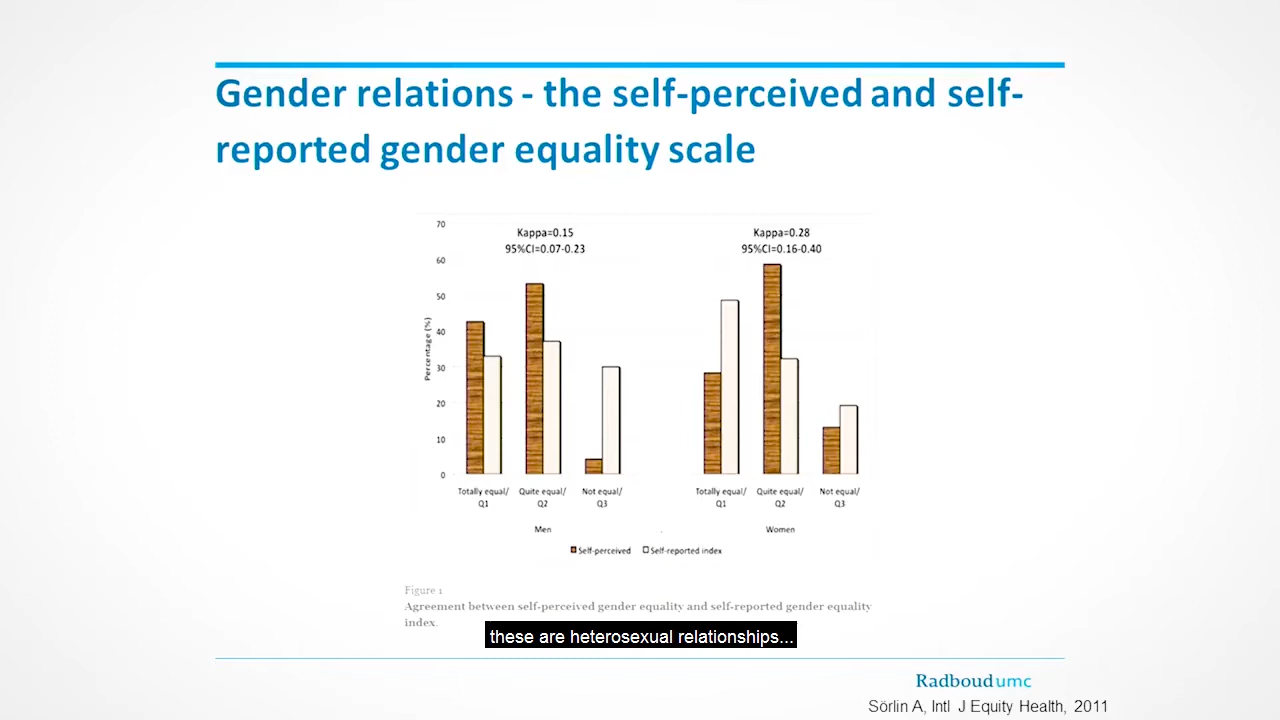 Gender relations - the self-perceived and self-
reported gender equality scale
Kappa=0.15
95%CI=0.07-0.23
Kappa=0.28
95%CI=0.16-0.40
Percentage (%)
70
60
50
40
30
20
10
0
Totally equal/
Q1
Quite equal/
Q2
Not equal/
Q3
Totally equal/
Q1
Quite equal/
Q2
Not equal/
Q3
Men
Women
Self-perceived
Self-reported index
Figure 1
Agreement between self-perceived gender equality and self-reported gender equality
index.
these are heterosexual relationships...
Radboudumc
Sörlin A, Intl J Equity Health, 2011